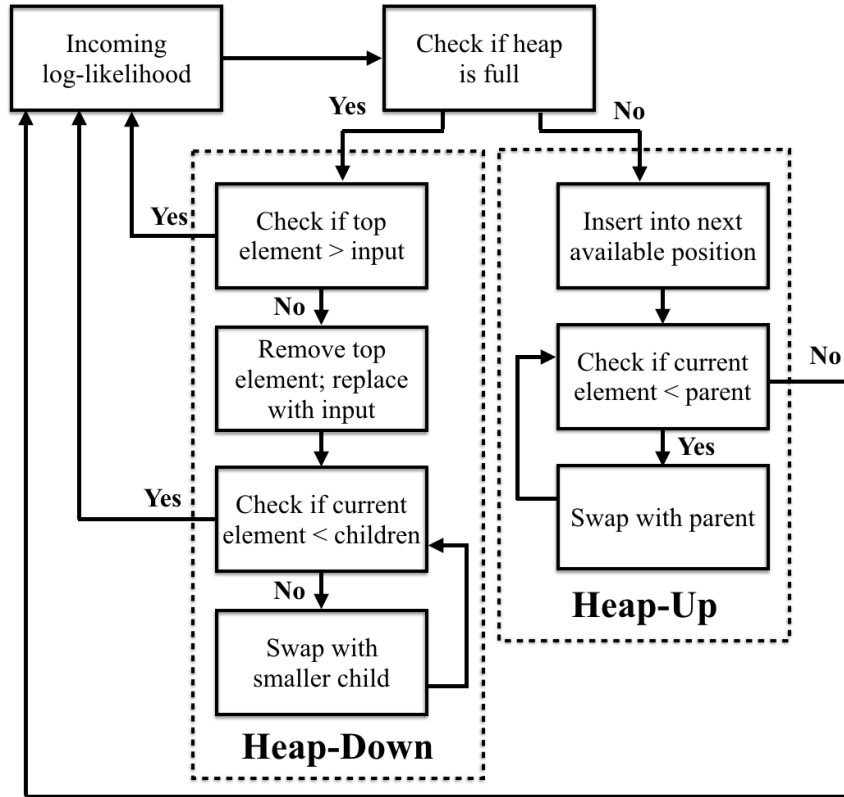 Incoming
log-likelihood
Check if heap
is full
Yes
No
Yes
Check if top
element > input
No
Remove top
element; replace
with input
Yes
Check if current
element < children
No
Swap with
smaller child
Heap-Down
Insert into next
available position
Check if current
element < parent
No
Yes
Swap with parent
Heap-Up